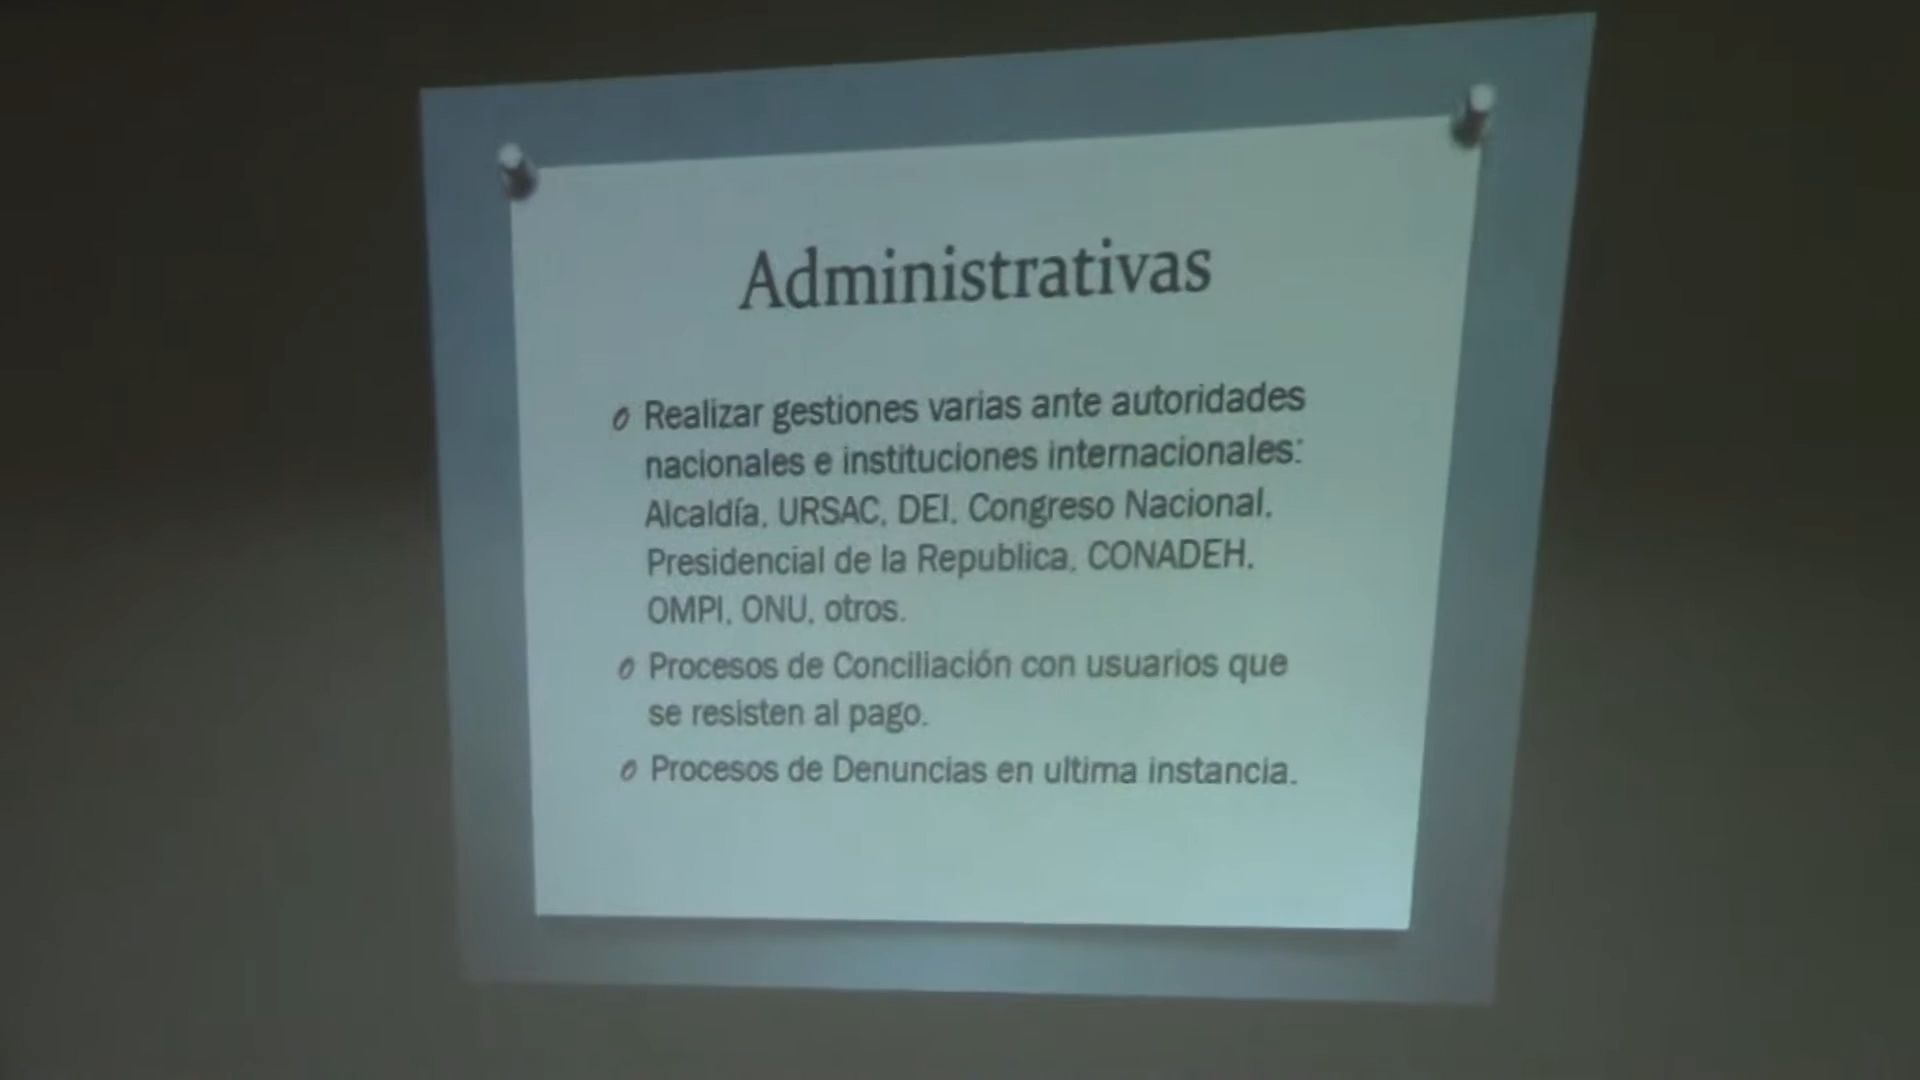 Administrativas
Realizar gestiones varias ante autoridades
nacionales e instituciones internacionales:
Alcaldía, URSAC, DEI, Congreso Nacional,
Presidencial de la Republica, CONADEH,
OMPI, ONU, otros.
Procesos de Conciliación con usuarios que
se resisten al pago.
Procesos de Denuncias en ultima instancia.